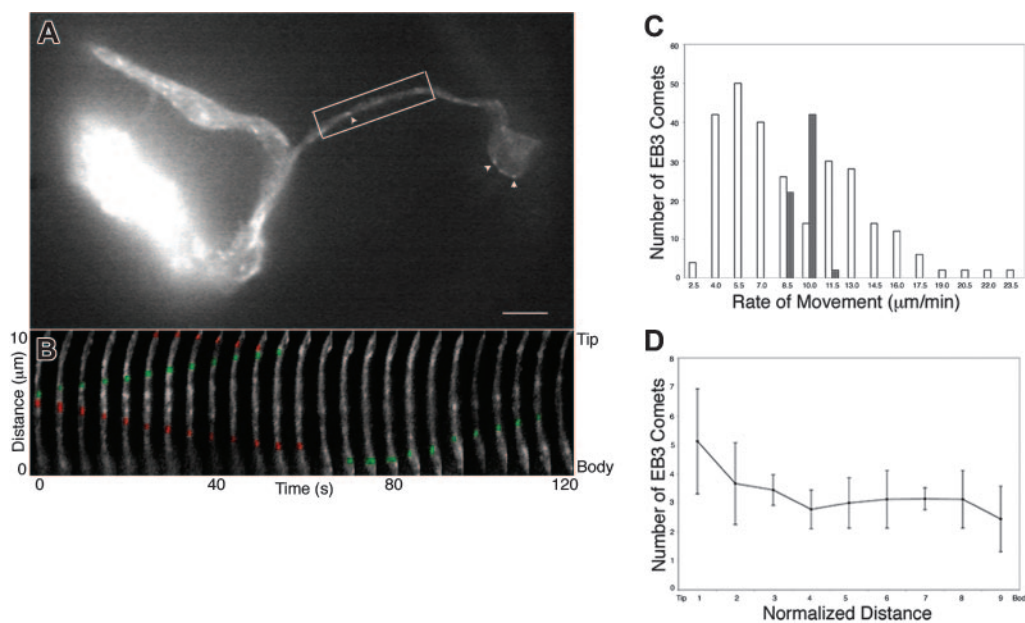 A
B
10
Distance (μm)
0
Tip
Body
0 40 80 120
Time (s)
C
Number of EB3 Comets
60
50
40
30
20
10
0
2.5 4.0 5.5 7.0 8.5 10.0 11.5 13.0 14.5 16.0 17.5 19.0 20.5 22.0 23.5
Rate of Movement (μm/min)
D
Number of EB3 Comets
8
7
6
5
4
3
2
1
0
Tip 1 2 3 4 5 6 7 8 9 Body
Normalized Distance